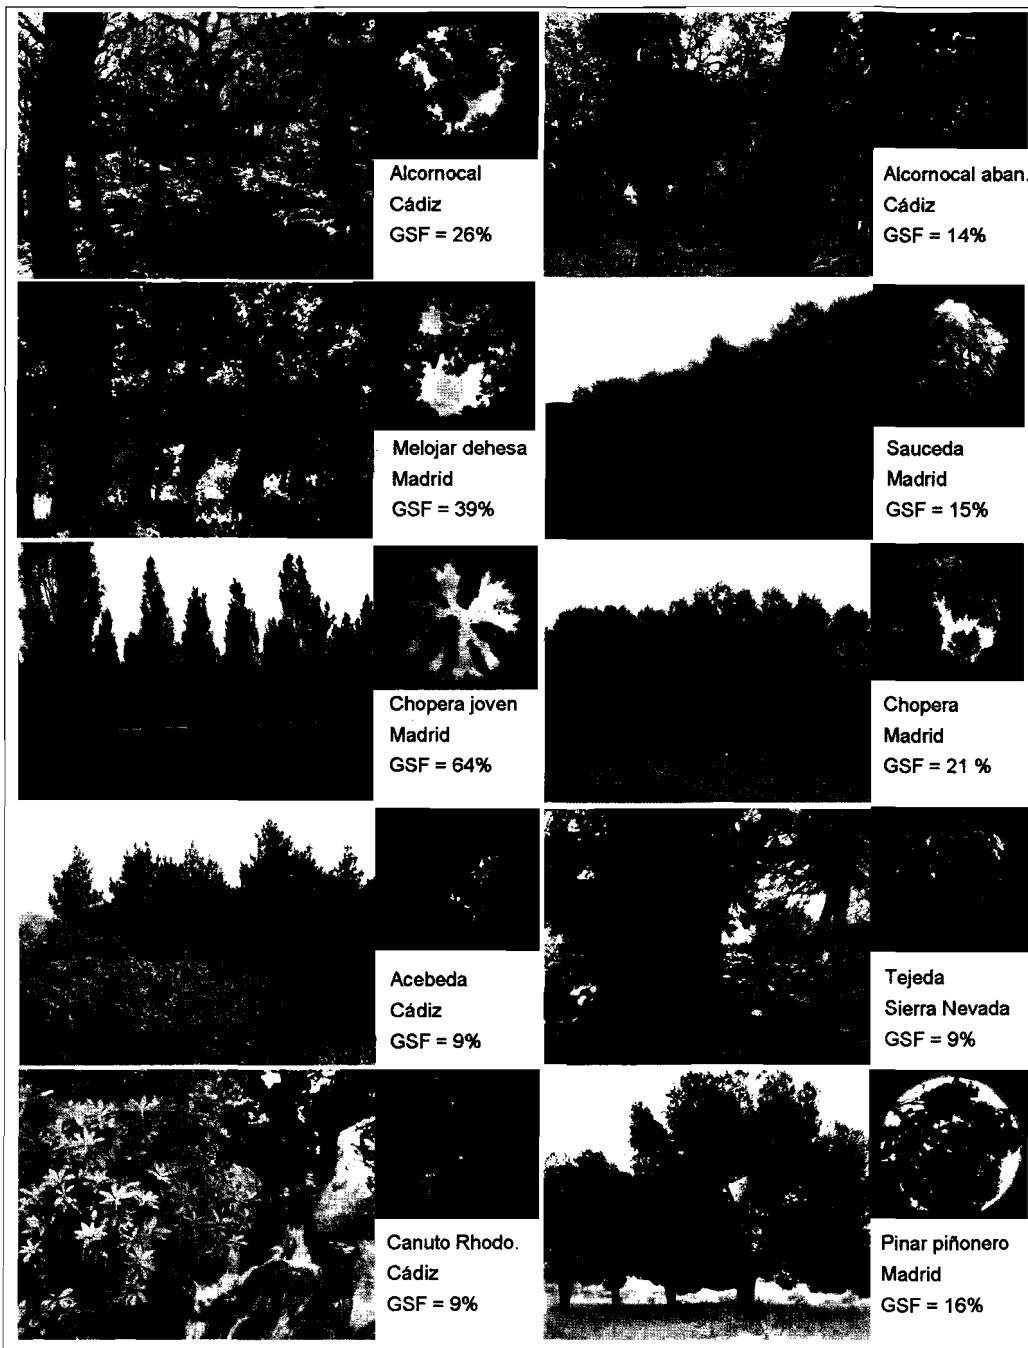 Alcornocal
Cádiz
GSF = 26%
Alcornocal aban.
Cádiz
GSF = 14%
Melojar dehesa
Madrid
GSF = 39%
Sauceda
Madrid
GSF = 15%
Chopera joven
Madrid
GSF = 64%
Chopera
Madrid
GSF = 21 %
Acebeda
Cádiz
GSF = 9%
Tejeda
Sierra Nevada
GSF = 9%
Canuto Rhodo.
Cádiz
GSF = 9%
Pinar piñonero
Madrid
GSF = 16%